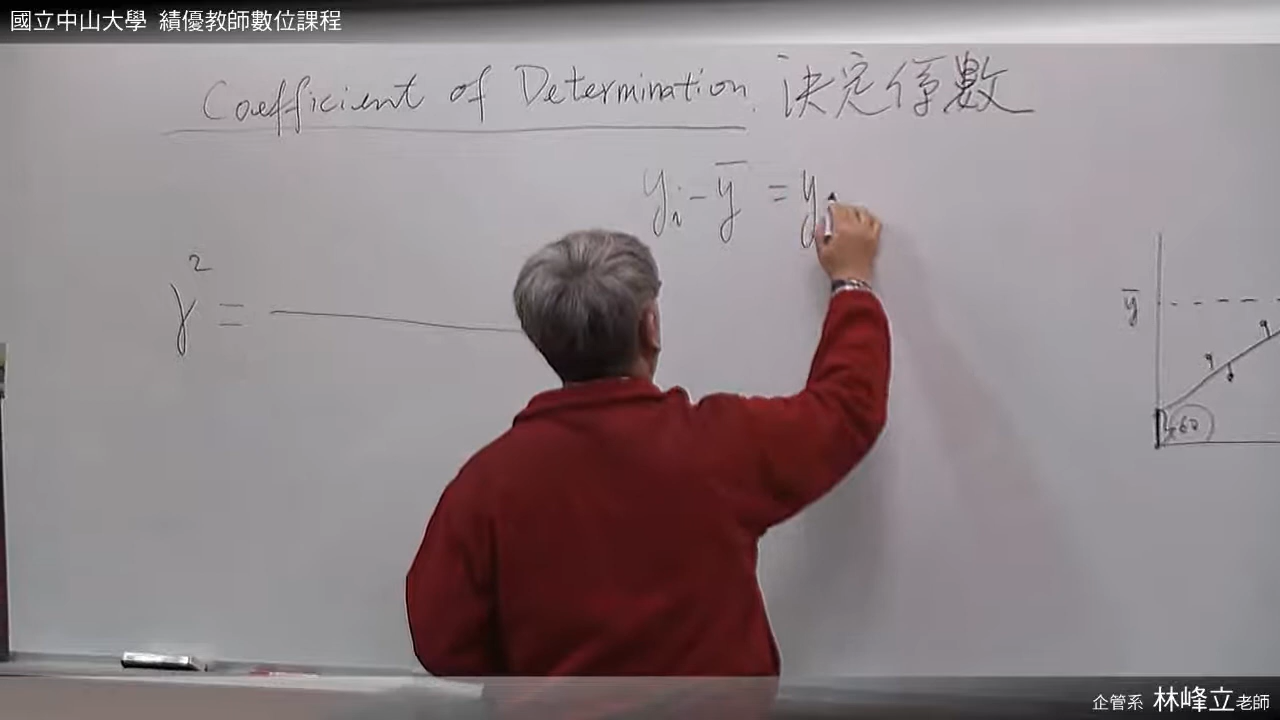 國立中山大學 績優教師數位課程
Coefficient of Determination. 決定係數
yi - ȳ = y
r² =
ȳ
60
企管系 林峰立老師